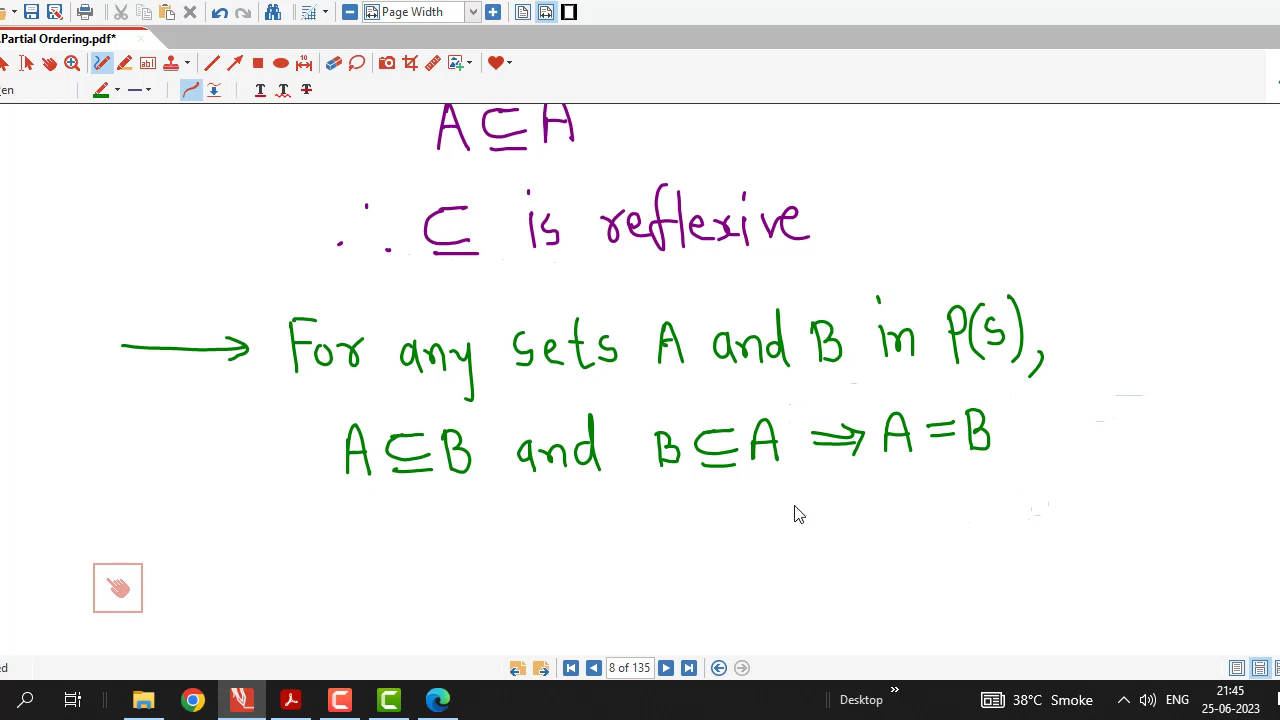 Page Width
Partial Ordering.pdf*
10
A ⊆ A
∴ ⊆ is reflexive
→ For any sets A and B in P(S),
A ⊆ B and B ⊆ A ⇒ A = B
8 of 135
Desktop
»
38°C Smoke
ENG
21:45
25-06-2023